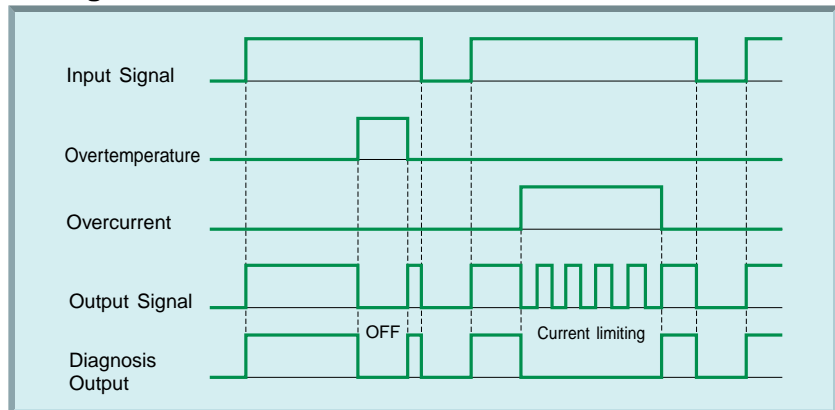 Input Signal
Overtemperature
Overcurrent
Output Signal
OFF
Current limiting
Diagnosis
Output